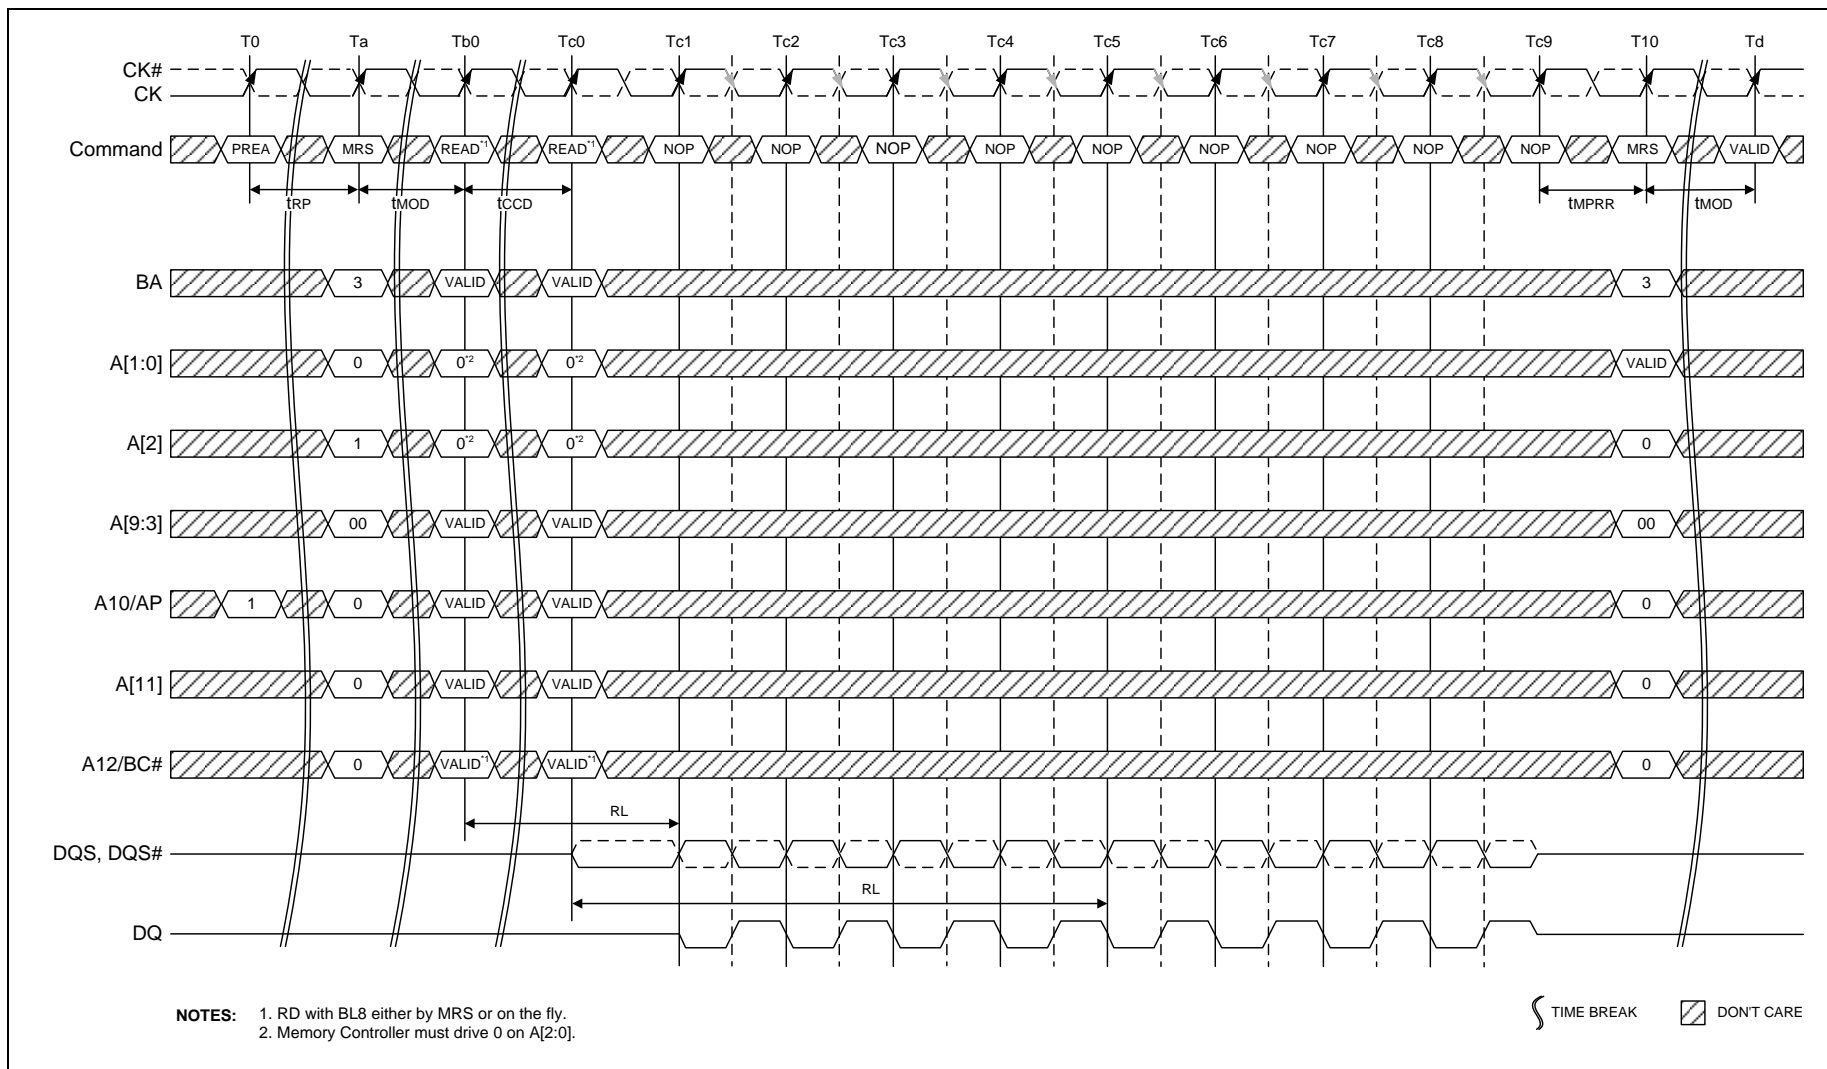 T0 Ta Tb0 Tc0 Tc1 Tc2 Tc3 Tc4 Tc5 Tc6 Tc7 Tc8 Tc9 T10 Td
CK#
CK
Command PREA MRS READ*1 READ*1 NOP NOP NOP NOP NOP NOP NOP NOP NOP MRS VALID
tRP tMOD tCCD tMPRR tMOD
BA 3 VALID VALID 3
A[1:0] 0 0*2 0*2 VALID
A[2] 1 0*2 0*2 0
A[9:3] 00 VALID VALID 00
A10/AP 1 0 VALID VALID 0
A[11] 0 VALID VALID 0
A12/BC# 0 VALID*1 VALID*1 0
RL
DQS, DQS#
RL
DQ
NOTES: 1. RD with BL8 either by MRS or on the fly.
2. Memory Controller must drive 0 on A[2:0].
TIME BREAK DON'T CARE